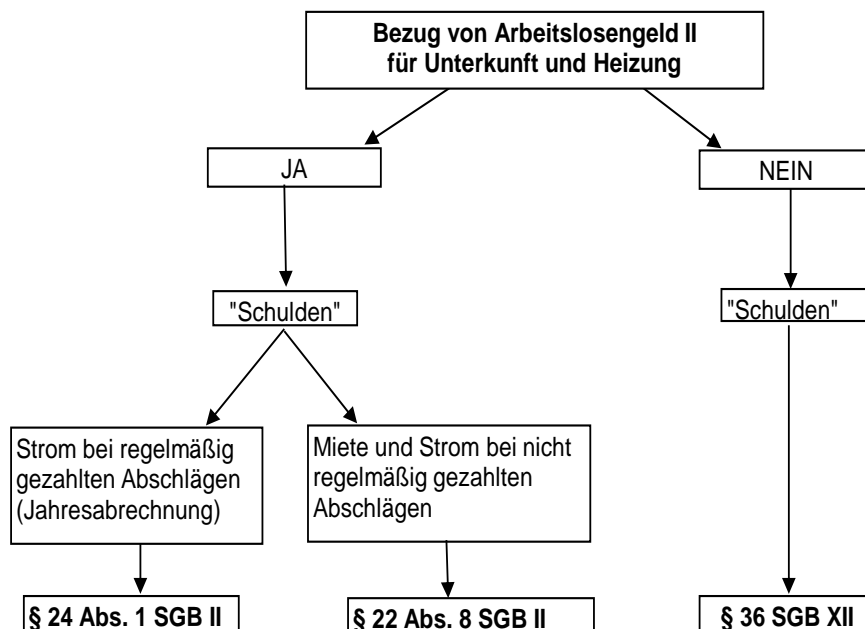 Bezug von Arbeitslosengeld II
für Unterkunft und Heizung
JA
NEIN
"Schulden"
"Schulden"
Strom bei regelmäßig
gezahlten Abschlägen
(Jahresabrechnung)
Miete und Strom bei nicht
regelmäßig gezahlten
Abschlägen
§ 24 Abs. 1 SGB II
§ 22 Abs. 8 SGB II
§ 36 SGB XII